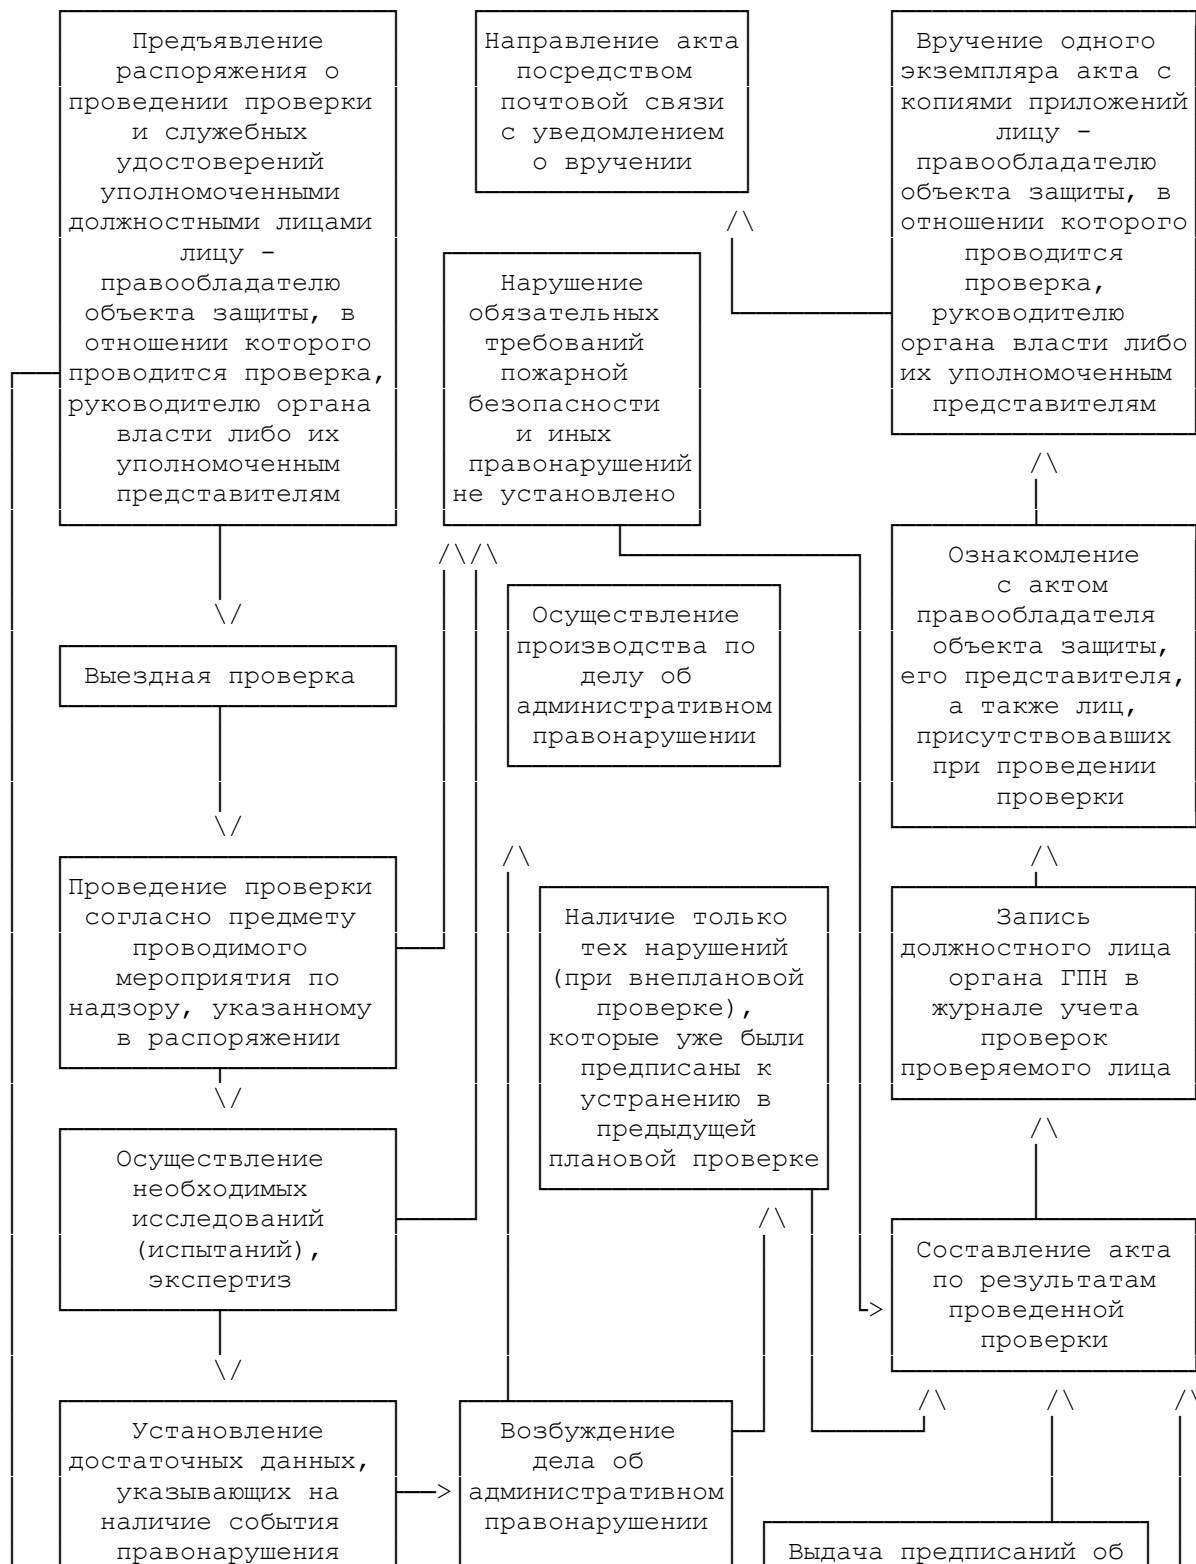 Предъявление
распоряжения о
проведении проверки
и служебных
удостоверений
уполномоченными
должностными лицами
лицу -
правообладателю
объекта защиты, в
отношении которого
проводится проверка,
руководителю органа
власти либо их
уполномоченным
представителям
Направление акта
посредством
почтовой связи
с уведомлением
о вручении
Вручение одного
экземпляра акта с
копиями приложений
лицу -
правообладателю
объекта защиты, в
отношении которого
проводится
проверка,
руководителю
органа власти либо
их уполномоченным
представителям
Нарушение
обязательных
требований
пожарной
безопасности
и иных
правонарушений
не установлено
Ознакомление
с актом
правообладателя
объекта защиты,
его представителя,
а также лиц,
присутствовавших
при проведении
проверки
Осуществление
производства по
делу об
административном
правонарушении
Выездная проверка
Проведение проверки
согласно предмету
проводимого
мероприятия по
надзору, указанному
в распоряжении
Наличие только
тех нарушений
(при внеплановой
проверке),
которые уже были
предписаны к
устранению в
предыдущей
плановой проверке
Запись
должностного лица
органа ГПН в
журнале учета
проверок
проверяемого лица
Осуществление
необходимых
исследований
(испытаний),
экспертиз
Составление акта
по результатам
проведенной
проверки
Установление
достаточных данных,
указывающих на
наличие события
правонарушения
Возбуждение
дела об
административном
правонарушении
Выдача предписаний об